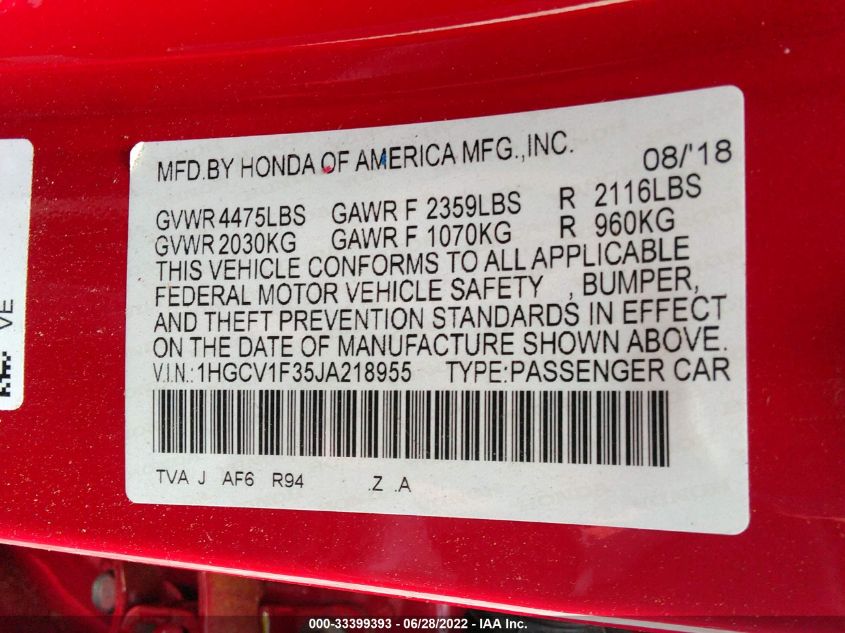 MFD.BY HONDA OF AMERICA MFG.,INC. 08/'18
GVWR 4475LBS GAWR F 2359LBS R 2116LBS
GVWR 2030KG GAWR F 1070KG R 960KG
THIS VEHICLE CONFORMS TO ALL APPLICABLE
FEDERAL MOTOR VEHICLE SAFETY , BUMPER,
AND THEFT PREVENTION STANDARDS IN EFFECT
ON THE DATE OF MANUFACTURE SHOWN ABOVE.
V.I.N.:1HGCV1F35JA218955 TYPE:PASSENGER CAR
TVA J AF6 R94 .Z .A
VE
000-33399393 - 06/28/2022 - IAA Inc.